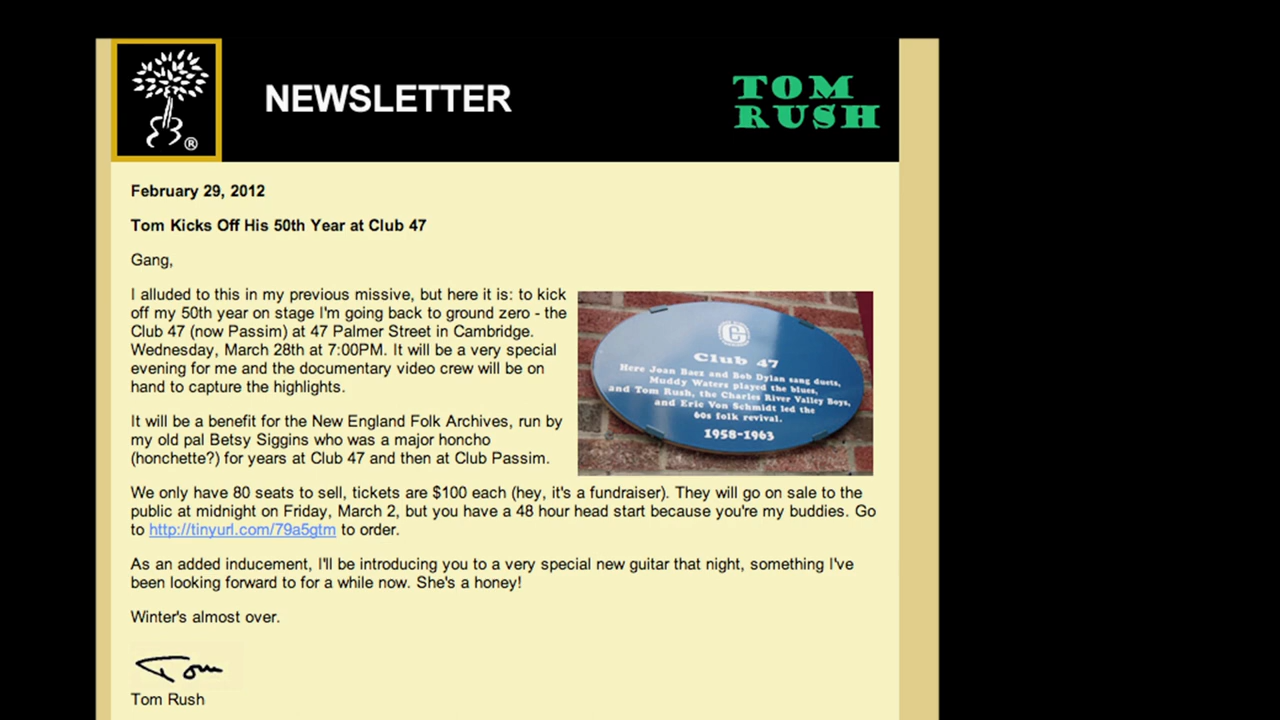 NEWSLETTER
TOM
RUSH
®
February 29, 2012
Tom Kicks Off His 50th Year at Club 47
Gang,
I alluded to this in my previous missive, but here it is: to kick
off my 50th year on stage I'm going back to ground zero - the
Club 47 (now Passim) at 47 Palmer Street in Cambridge.
Wednesday, March 28th at 7:00PM. It will be a very special
evening for me and the documentary video crew will be on
hand to capture the highlights.
It will be a benefit for the New England Folk Archives, run by
my old pal Betsy Siggins who was a major honcho
(honchette?) for years at Club 47 and then at Club Passim.
Club 47
Here Joan Baez and Bob Dylan sang duets,
Muddy Waters played the blues,
and Tom Rush, the Charles River Valley Boys,
and Eric Von Schmidt led the
60s folk revival.
1958-1963
We only have 80 seats to sell, tickets are $100 each (hey, it's a fundraiser). They will go on sale to the
public at midnight on Friday, March 2, but you have a 48 hour head start because you're my buddies. Go
to http://tinyurl.com/79a5gtm to order.
As an added inducement, I'll be introducing you to a very special new guitar that night, something I've
been looking forward to for a while now. She's a honey!
Winter's almost over.
Tom
Tom Rush